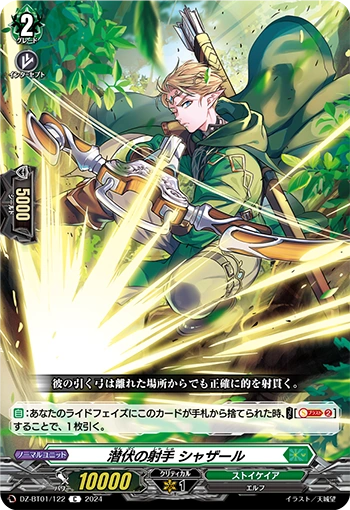 2
グレード
インターセプト
5000
シールド
彼の引く弓は離れた場所からでも正確に的を射貫く。
自:あなたのライドフェイズにこのカードが手札から捨てられた時、
ブラスト 2
することで、1枚引く。
ノーマルユニット
潜伏の射手 シャザール
パワー 10000
クリティカル
1
ストイケイア
エルフ
D DZ-BT01/122 C 2024
イラスト/天城望